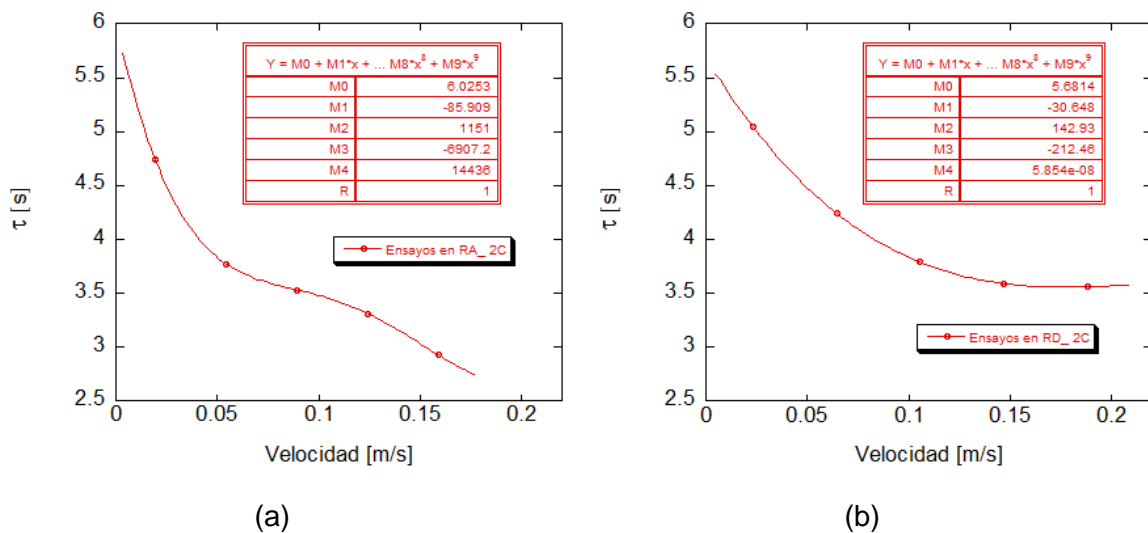 6
5.5
5
4.5
4
3.5
3
2.5
τ [ s]
0 0.05 0.1 0.15 0.2
Velocidad [m/s]
Y = M0 + M1*x + ... M8*x^8 + M9*x^9
M0 6.0253
M1 -85.909
M2 1151
M3 -6907.2
M4 14436
R 1
Ensayos en RA_ 2C
(a)
6
5.5
5
4.5
4
3.5
3
2.5
τ [ s]
0 0.05 0.1 0.15 0.2
Velocidad [m/s]
Y = M0 + M1*x + ... M8*x^8 + M9*x^9
M0 5.6814
M1 -30.648
M2 142.93
M3 -212.46
M4 5.854e-08
R 1
Ensayos en RD_ 2C
(b)